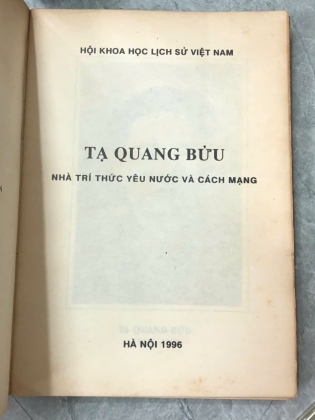 HỘI KHOA HỌC LỊCH SỬ VIỆT NAM
TẠ QUANG BỬU
NHÀ TRÍ THỨC YÊU NƯỚC VÀ CÁCH MẠNG
HÀ NỘI 1996